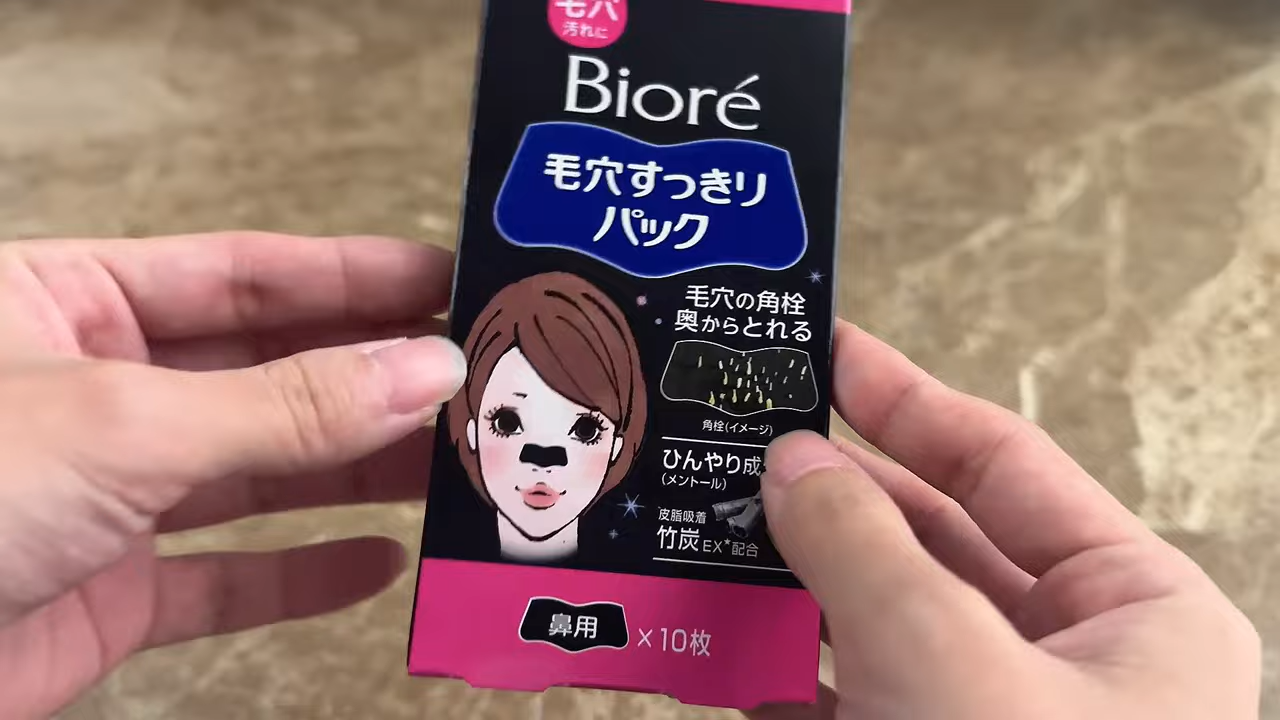 毛穴
汚れに
Bioré
毛穴すっきり
パック
毛穴の角栓
奥からとれる
角栓(イメージ)
ひんやり成
(メントール)
皮脂吸着
竹炭EX*配合
鼻用
×10枚